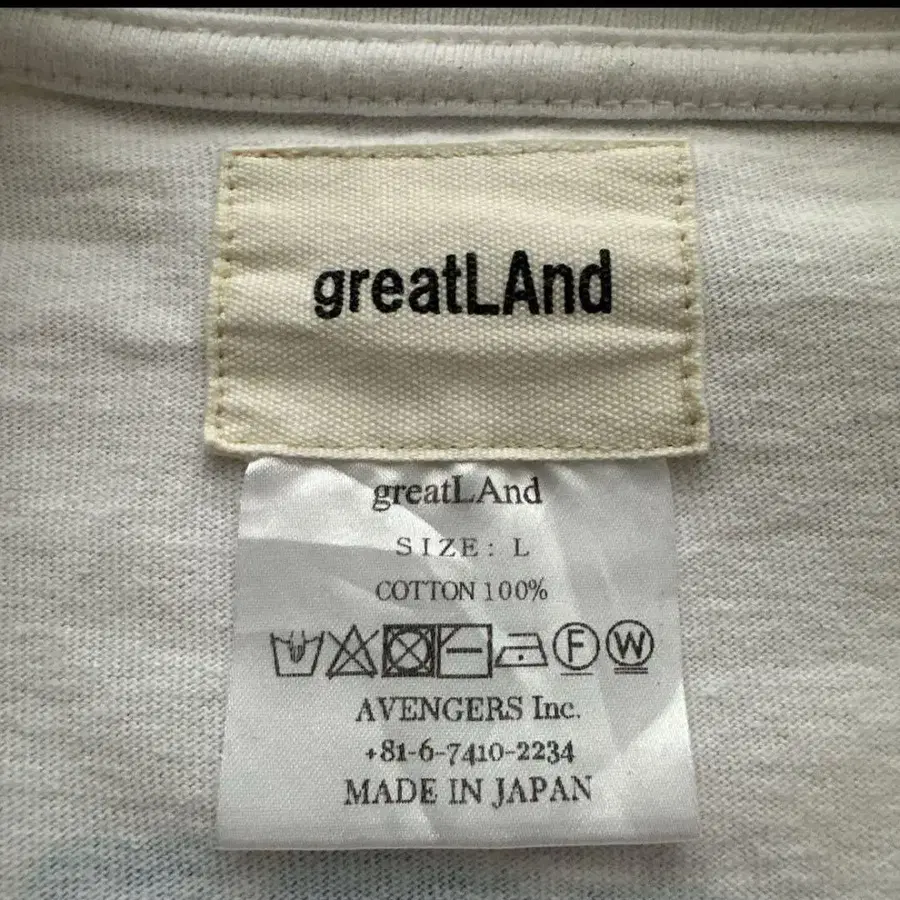 greatLAnd
greatLAnd
SIZE: L
COTTON 100%
F W
AVENGERS Inc.
+81-6-7410-2234
MADE IN JAPAN